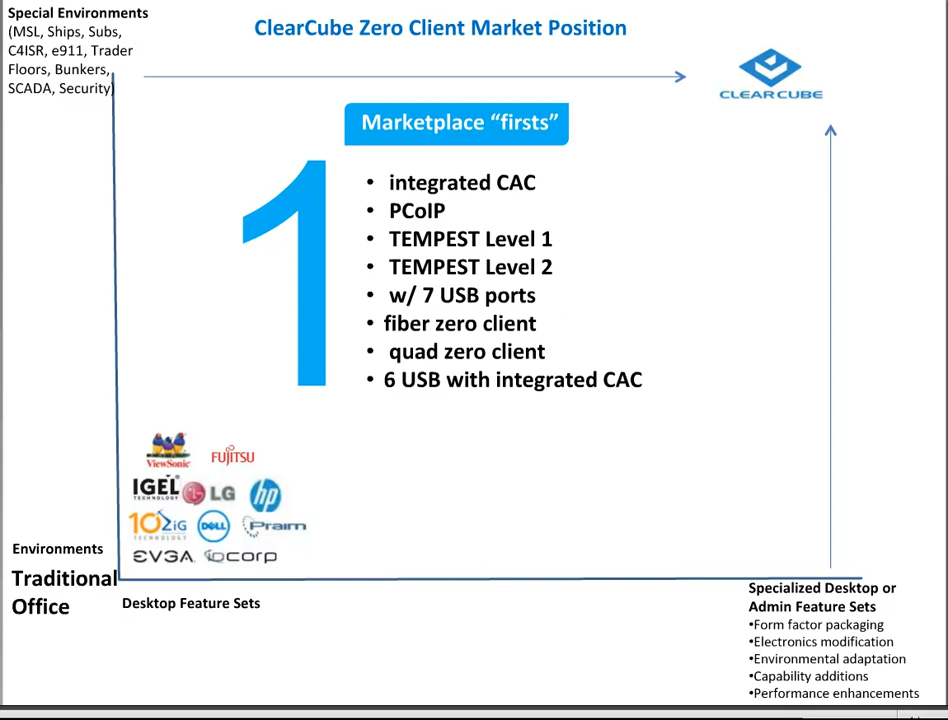 Special Environments
(MSL, Ships, Subs,
C4ISR, e911, Trader
Floors, Bunkers,
SCADA, Security)
ClearCube Zero Client Market Position
CLEARCUBE
Marketplace “firsts”
1
• integrated CAC
• PCoIP
• TEMPEST Level 1
• TEMPEST Level 2
• w/ 7 USB ports
• fiber zero client
• quad zero client
• 6 USB with integrated CAC
ViewSonic
FUJITSU
IGEL
TECHNOLOGY
LG
hp
10ZiG
TECHNOLOGY
DELL
Praim
EVGA
iocorp
Environments
Traditional
Office
Desktop Feature Sets
Specialized Desktop or
Admin Feature Sets
•Form factor packaging
•Electronics modification
•Environmental adaptation
•Capability additions
•Performance enhancements